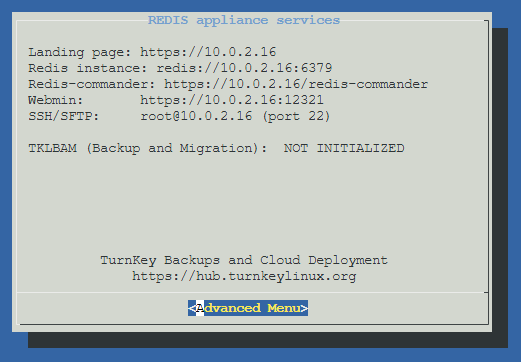 REDIS appliance services
Landing page: https://10.0.2.16
Redis instance: redis://10.0.2.16:6379
Redis-commander: https://10.0.2.16/redis-commander
Webmin: https://10.0.2.16:12321
SSH/SFTP: root@10.0.2.16 (port 22)
TKLBAM (Backup and Migration): NOT INITIALIZED
TurnKey Backups and Cloud Deployment
https://hub.turnkeylinux.org
<Advanced Menu>